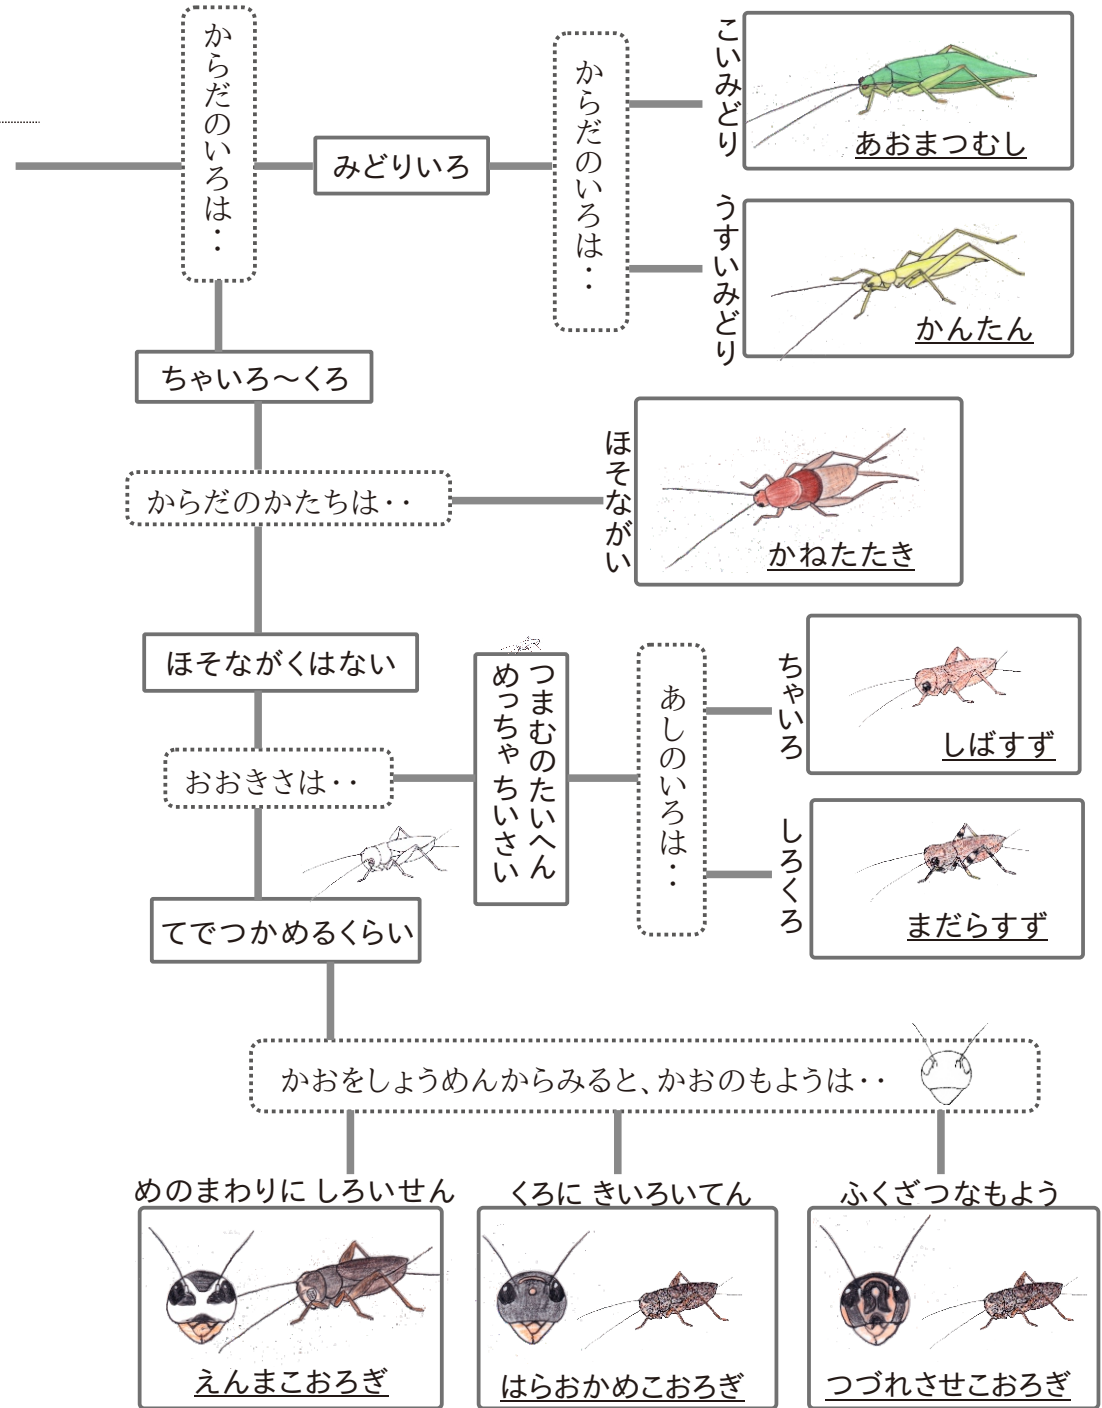 からだのいろは‥
みどりいろ
からだのいろは‥
こいみどり
あおまつむし
うすいみどり
かんたん
ちゃいろ～くろ
からだのかたちは‥
ほそながい
かねたたき
ほそながくはない
おおきさは‥
つまむのたいへん
めっちゃ ちいさい
あしのいろは‥
ちゃいろ
しばすず
しろくろ
まだらすず
てでつかめるくらい
かおをしょうめんからみると、かおのもようは‥
めのまわりに しろいせん
えんまこおろぎ
くろに きいろいてん
はらおかめこおろぎ
ふくざつなもよう
つづれさせこおろぎ